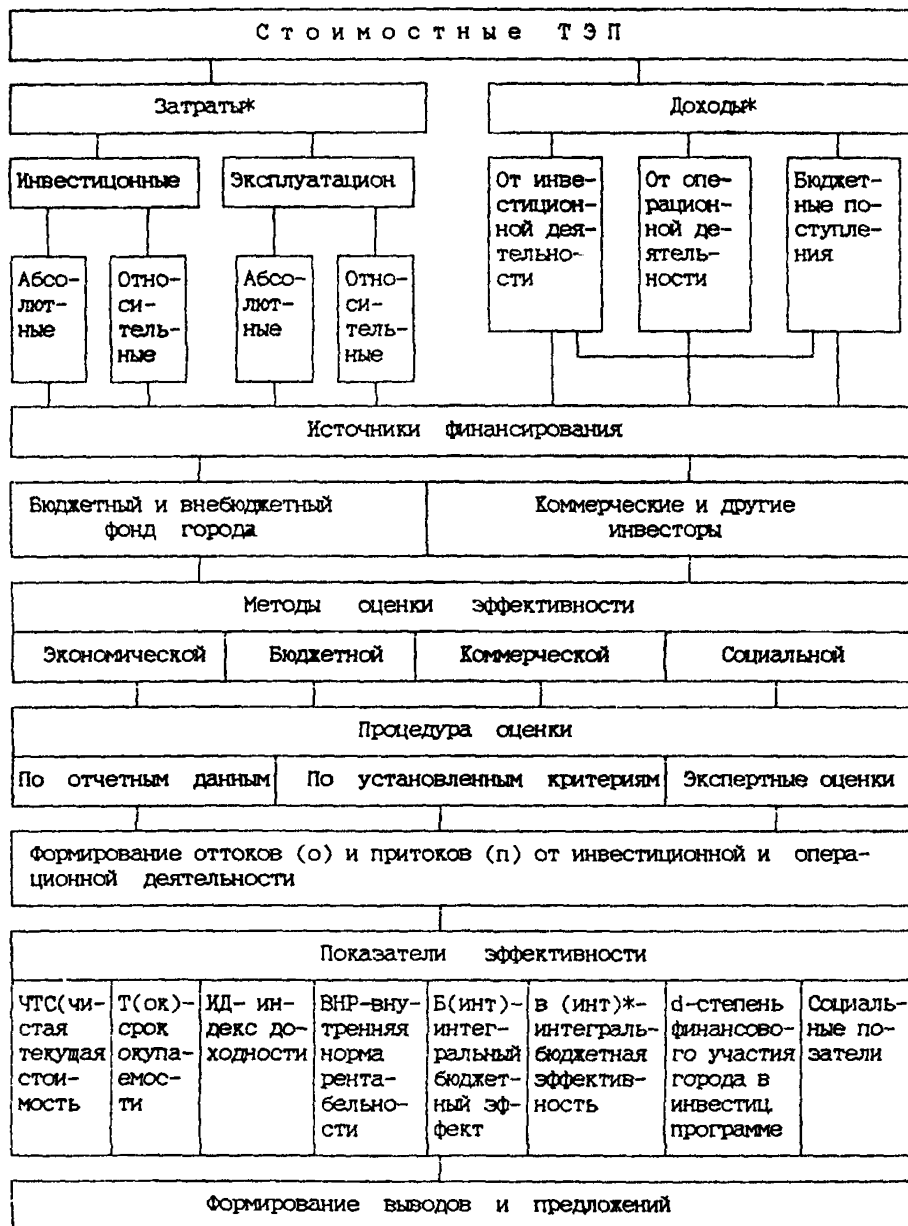 Стоимостные ТЭП
Затраты*
Доходы*
Инвестицонные
Эксплуатацион
От инве-
стицион-
ной дея-
тельно-
сти
От опе-
рацион-
ной де-
ятель-
ности
Бюджет-
ные по-
ступле-
ния
Абсо-
лют-
ные
Отно-
си-
тель-
ные
Абсо-
лют-
ные
Отно-
си-
тель-
ные
Источники финансирования
Бюджетный и внебюджетный
фонд города
Коммерческие и другие
инвесторы
Методы оценки эффективности
Экономической
Бюджетной
Коммерческой
Социальной
Процедура оценки
По отчетным данным
По установленным критериям
Экспертные оценки
Формирование оттоков (о) и притоков (п) от инвестиционной и опера-
ционной деятельности
Показатели эффективности
ЧТС(чи-
стая
текущая
стои-
мость
Т(ок)-
срок
окупа-
емос-
ти
ИД- ин-
декс до-
ходности
ВНР-вну-
тренняя
норма
рента-
бельно-
сти
Б(инт)-
интег-
ральный
бюджет-
ный эф-
фект
в (инт)*-
интеграль-
бюджетная
эффектив-
ность
d-степень
финансово-
го участия
города в
инвестиц.
программе
Социаль-
ные по-
затели
Формирование выводов и предложений